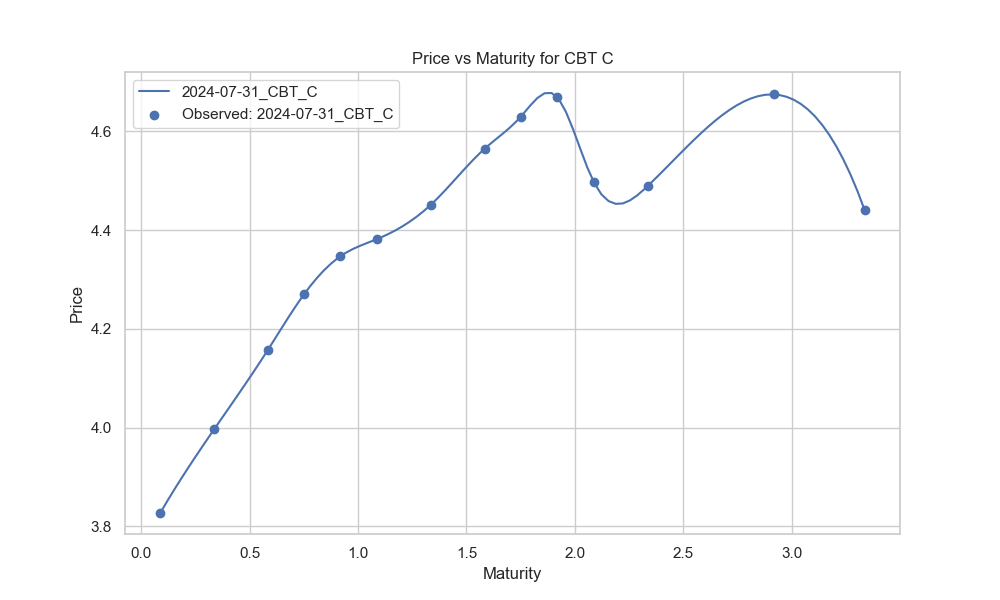 Price vs Maturity for CBT C
2024-07-31_CBT_C
Observed: 2024-07-31_CBT_C
Price
4.6
4.4
4.2
4.0
3.8
0.0 0.5 1.0 1.5 2.0 2.5 3.0
Maturity